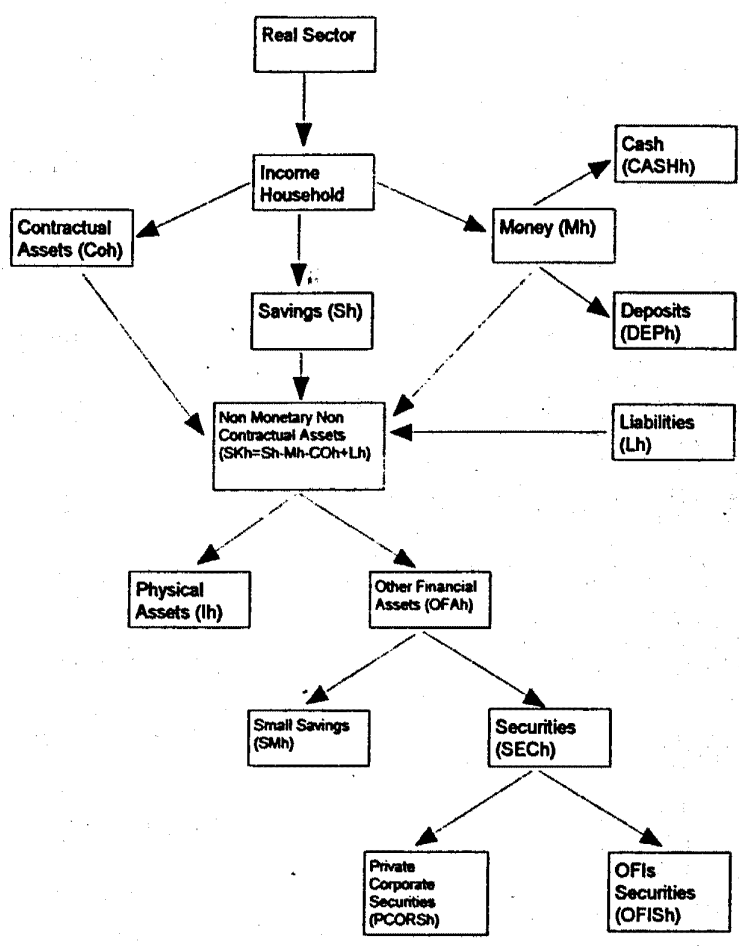 Real Sector
Income
Household
Cash
(CASHh)
Contractual
Assets (Coh)
Money (Mh)
Savings (Sh)
Deposits
(DEPh)
Non Monetary Non
Contractual Assets
(SKh=Sh-Mh-COh+Lh)
Liabilities
(Lh)
Physical
Assets (Ih)
Other Financial
Assets (OFAh)
Small Savings
(SMh)
Securities
(SECh)
Private
Corporate
Securities
(PCORSh)
OFIs
Securities
(OFISh)